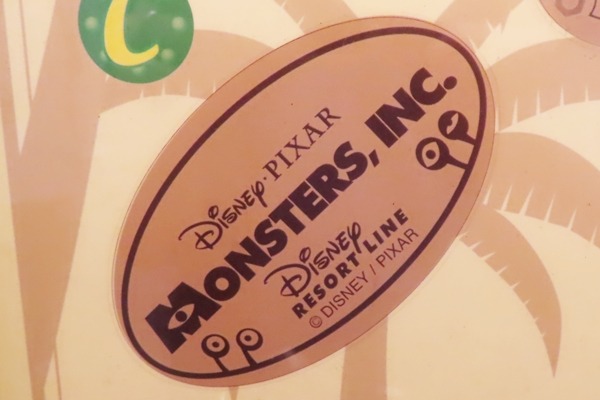 C
Disney·PIXAR
MONSTERS, INC.
Disney
RESORT LINE
© DISNEY / PIXAR